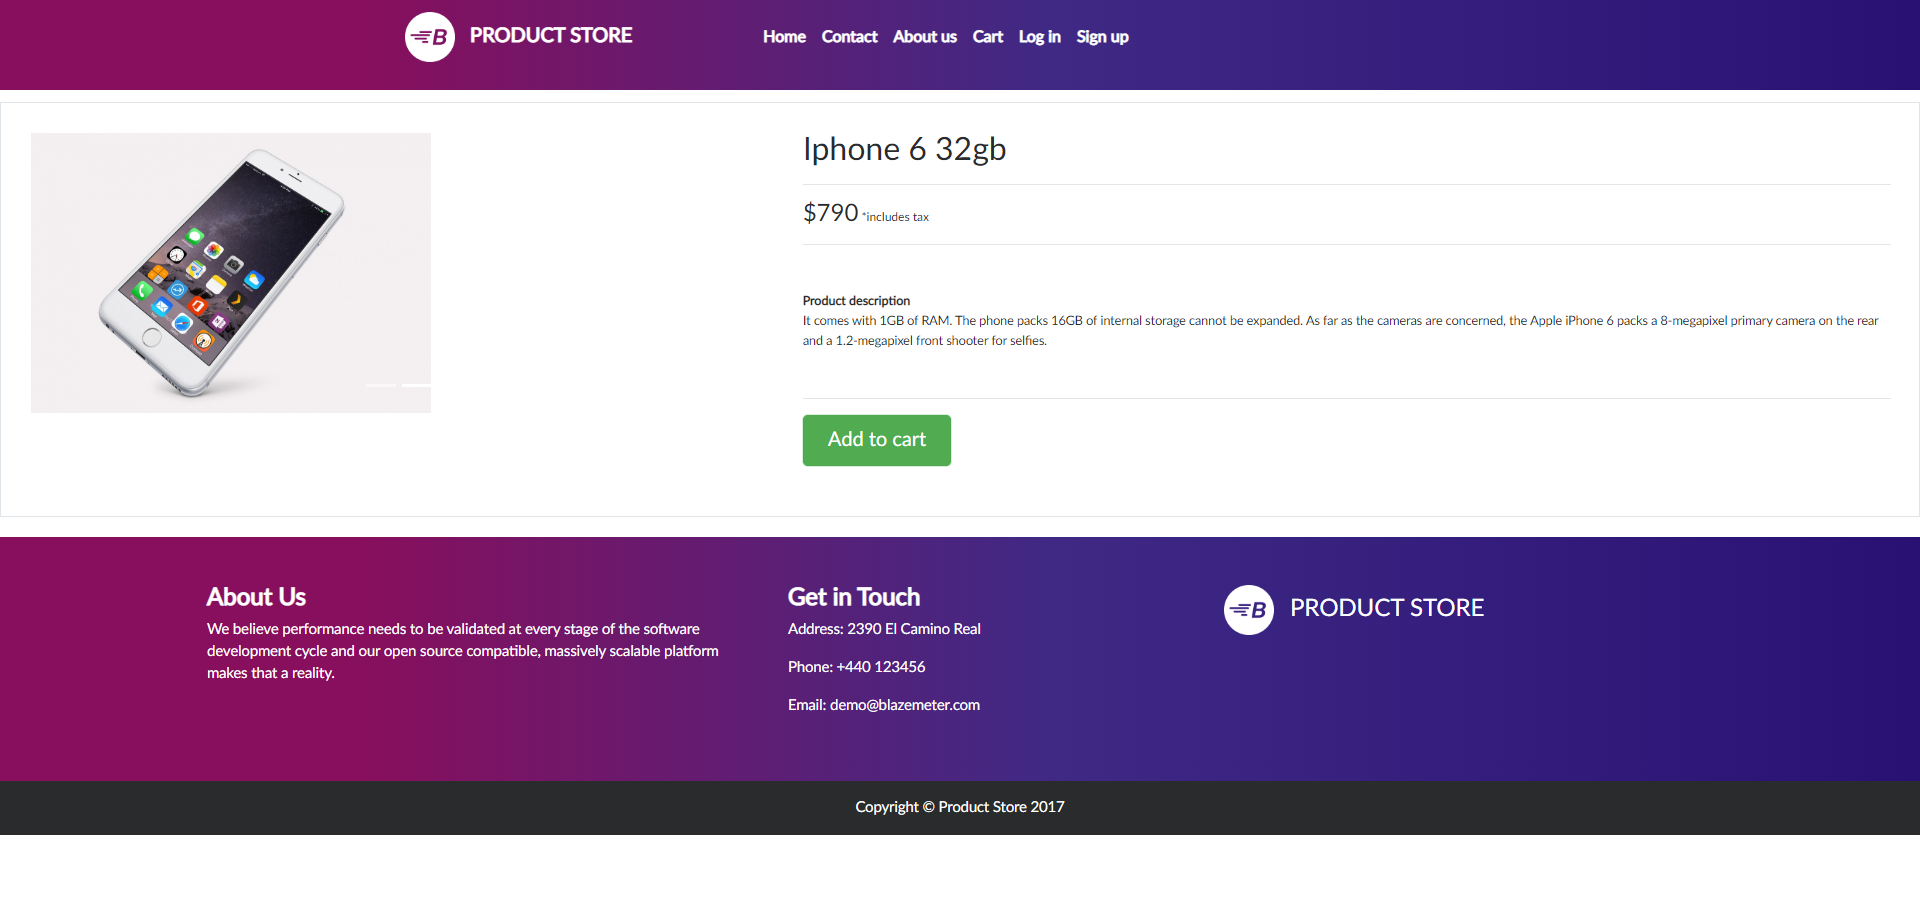 B PRODUCT STORE
Home Contact About us Cart Log in Sign up
Iphone 6 32gb
$790 *includes tax
Product description
It comes with 1GB of RAM. The phone packs 16GB of internal storage cannot be expanded. As far as the cameras are concerned, the Apple iPhone 6 packs a 8-megapixel primary camera on the rear
and a 1.2-megapixel front shooter for selfies.
Add to cart
About Us
We believe performance needs to be validated at every stage of the software
development cycle and our open source compatible, massively scalable platform
makes that a reality.
Get in Touch
Address: 2390 El Camino Real
Phone: +440 123456
Email: demo@blazemeter.com
B PRODUCT STORE
Copyright © Product Store 2017